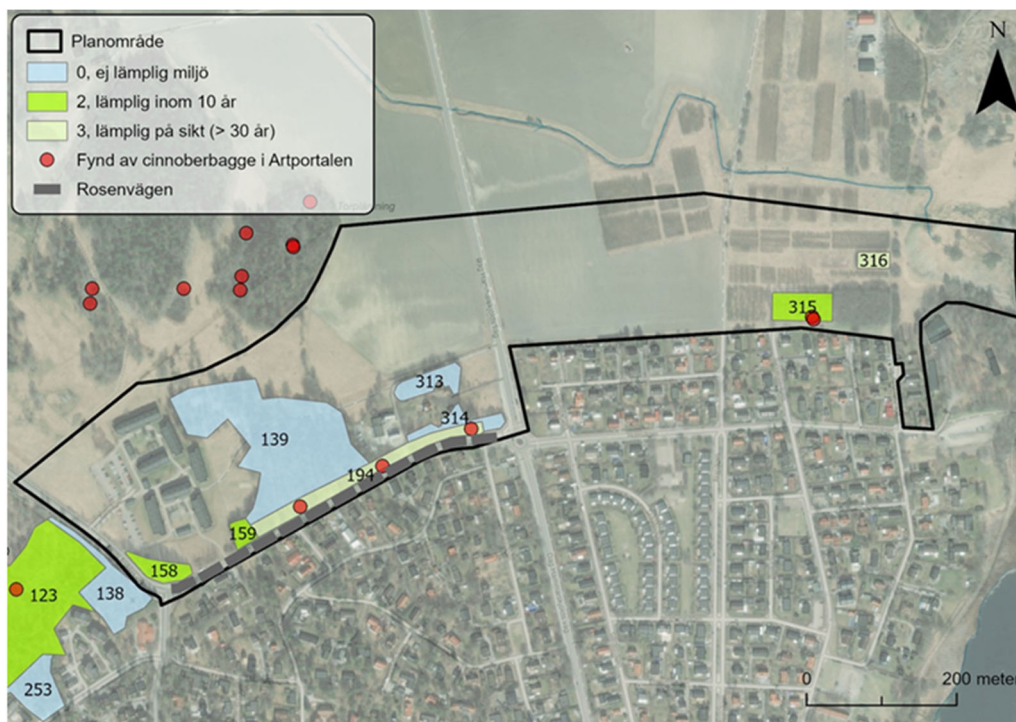 Planområde
0, ej lämplig miljö
2, lämplig inom 10 år
3, lämplig på sikt (> 30 år)
Fynd av cinnoberbagge i Artportalen
Rosenvägen
N
316
315
313
314
139
194
159
158
123
138
253
0 200 meter